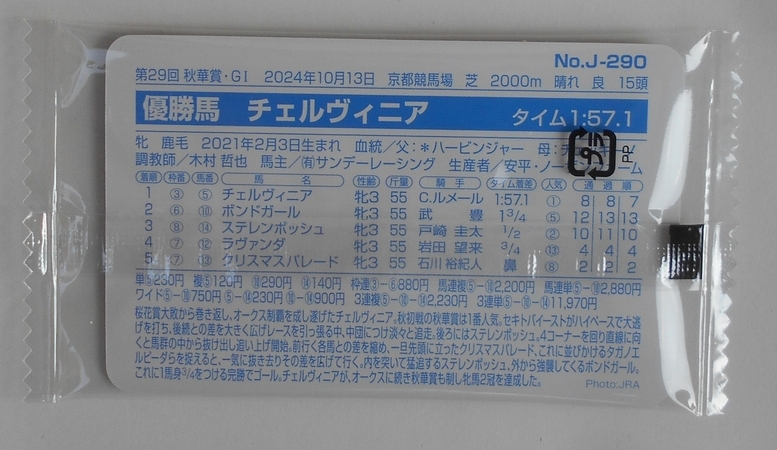 No.J-290
第29回 秋華賞・GⅠ 2024年10月13日 京都競馬場 芝 2000m 晴れ 良 15頭
優勝馬 チェルヴィニア タイム1:57.1
牝 鹿毛 2021年2月3日生まれ 血統/父:＊ハービンジャー 母:
調教師/木村 哲也 馬主/㈲サンデーレーシング 生産者/安平・ノー ーム
プラ
PP
着順 枠番 馬番 馬名 性齢 斤量 騎手 タイム着差 人気 通過順
1 ③ ⑤ チェルヴィニア 牝3 55 C.ルメール 1:57.1 ① 8 8 7
2 ⑥ ⑩ ボンドガール 牝3 55 武 豊 1 3/4 ⑤ 12 13 13
3 ⑧ ⑭ ステレンボッシュ 牝3 55 戸崎 圭太 1/2 ② 10 11 10
4 ⑦ ⑫ ラヴァンダ 牝3 55 岩田 望来 3/4 ⑬ 4 4 4
5 ⑦ ⑬ クリスマスパレード 牝3 55 石川 裕紀人 鼻 ⑧ 2 2 2
単⑤230円 複⑤120円 ⑩290円 ⑭140円 枠連③-⑥880円 馬連複⑤-⑩2,200円 馬連単⑤-⑩2,880円
ワイド⑤-⑩750円 ⑤-⑭230円 ⑩-⑭900円 3連複⑤-⑩-⑭2,230円 3連単⑤-⑩-⑭11,970円
桜花賞大敗から巻き返し、オークス制覇を成し遂げたチェルヴィニア。秋初戦の秋華賞は1番人気。セキトバイーストがハイペースで大逃
げを打ち、後続との差を大きく広げレースを引っ張る中、中団につけ淡々と追走。後ろにはステレンボッシュ。4コーナーを回り直線に向
くと馬群の中から抜け出し追い上げ開始。前行く各馬との差を縮め、一旦先頭に立ったクリスマスパレード、これに並びかけるタガノエ
ルピーダらを捉えると、一気に抜き去りその差を広げて行く。内を突いて猛追するステレンボッシュ、外から強襲してくるボンドガール。
これに1馬身3/4をつける完勝でゴール。チェルヴィニアが、オークスに続き秋華賞も制し牝馬2冠を達成した。
Photo:JRA